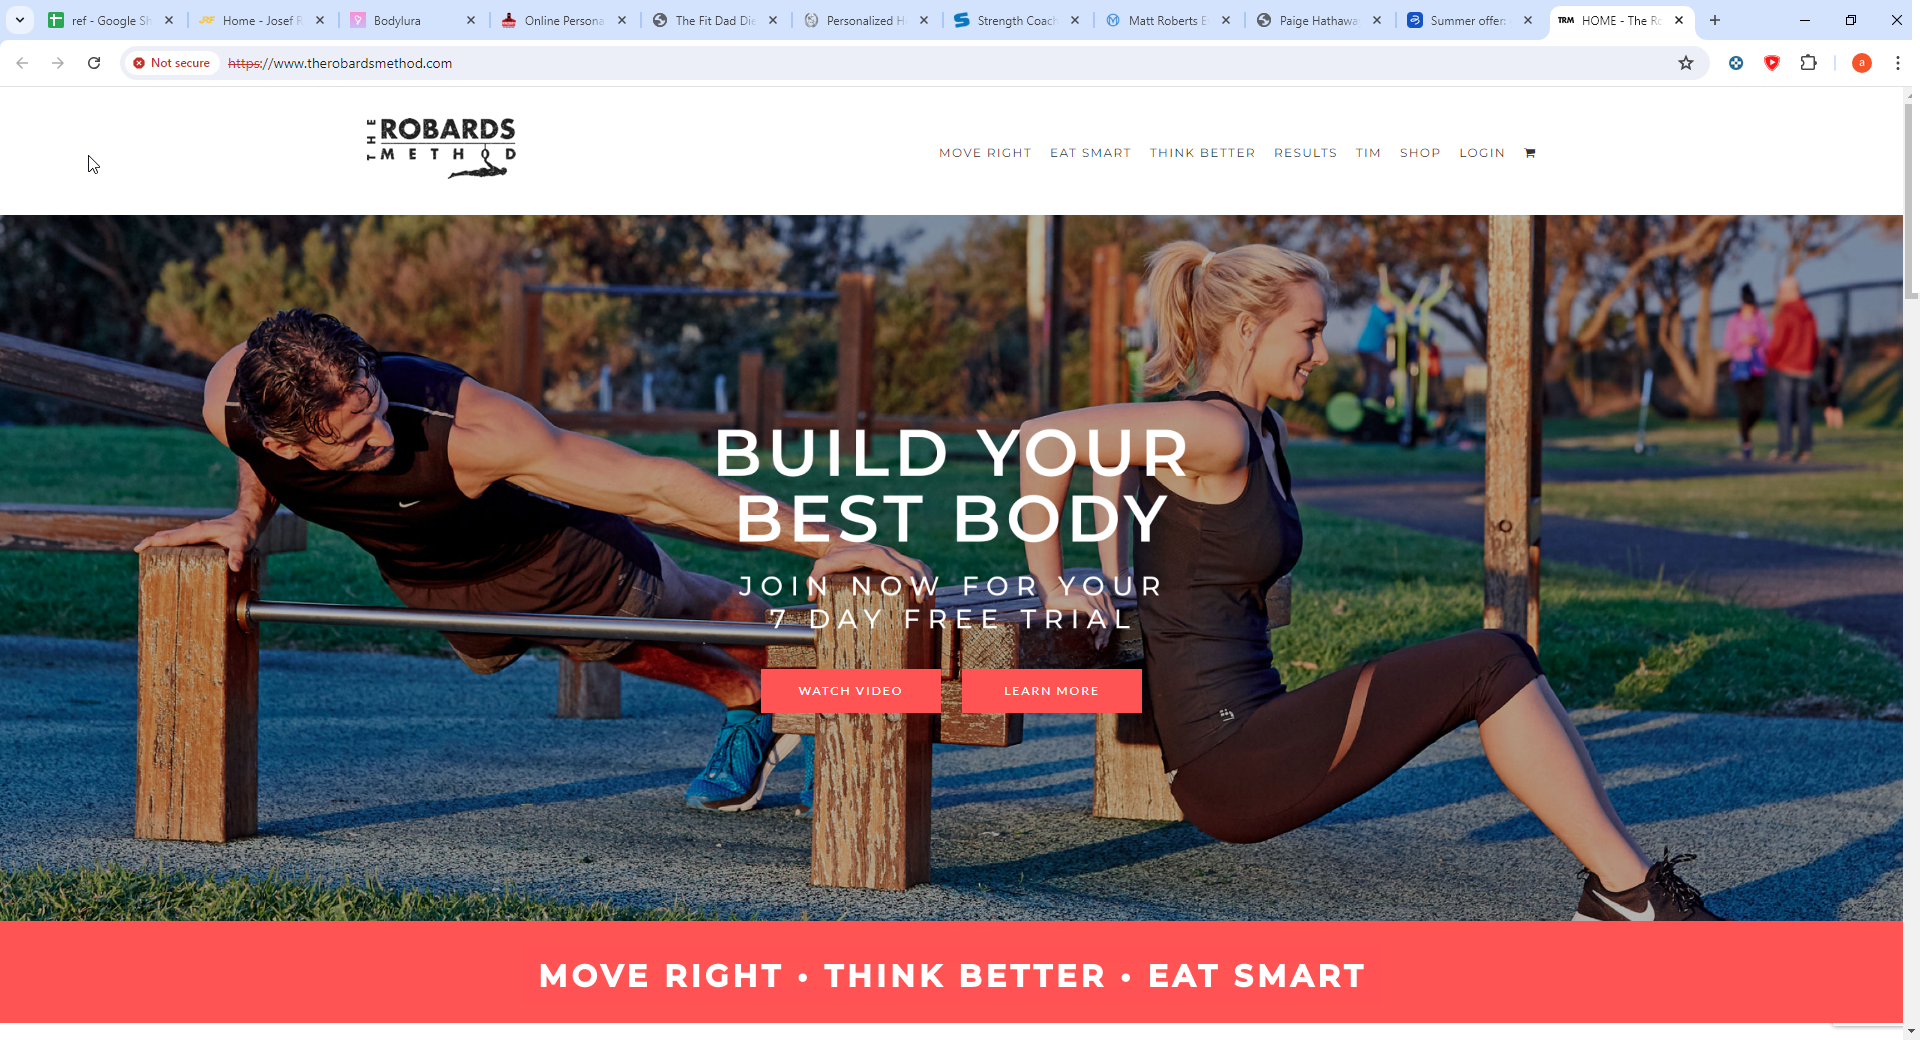 ref - Google Sh
Home - Josef R
Bodylura
Online Persona
The Fit Dad Die
Personalized H
Strength Coach
Matt Roberts E
Paige Hathaway
Summer offer:
TRM HOME - The Ro
Not secure https://www.therobardsmethod.com
a
THE ROBARDS
METHOD
MOVE RIGHT EAT SMART THINK BETTER RESULTS TIM SHOP LOGIN
BUILD YOUR
BEST BODY
JOIN NOW FOR YOUR
7 DAY FREE TRIAL
WATCH VIDEO LEARN MORE
MOVE RIGHT • THINK BETTER • EAT SMART